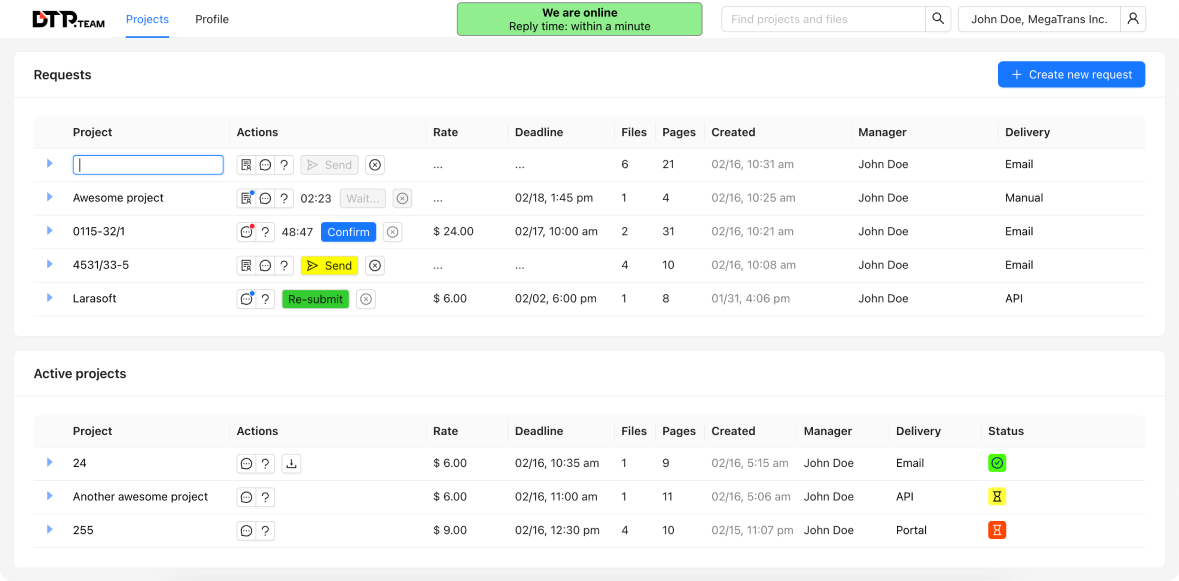 DTP.TEAM Projects Profile
We are online
Reply time: within a minute
Find projects and files
John Doe, MegaTrans Inc.
Requests
+ Create new request
Project Actions Rate Deadline Files Pages Created Manager Delivery
? Send ... ... 6 21 02/16, 10:31 am John Doe Email
Awesome project ? 02:23 Wait... ... 02/18, 1:45 pm 1 4 02/16, 10:25 am John Doe Manual
0115-32/1 ? 48:47 Confirm $ 24.00 02/17, 10:00 am 2 31 02/16, 10:21 am John Doe Email
4531/33-5 ? Send ... ... 4 10 02/16, 10:08 am John Doe Email
Larasoft ? Re-submit $ 6.00 02/02, 6:00 pm 1 8 01/31, 4:06 pm John Doe API
Active projects
Project Actions Rate Deadline Files Pages Created Manager Delivery Status
24 ? $ 6.00 02/16, 10:35 am 1 9 02/16, 5:15 am John Doe Email
Another awesome project ? $ 6.00 02/16, 11:00 am 1 11 02/16, 5:06 am John Doe API
255 ? $ 9.00 02/16, 12:30 pm 4 10 02/15, 11:07 pm John Doe Portal